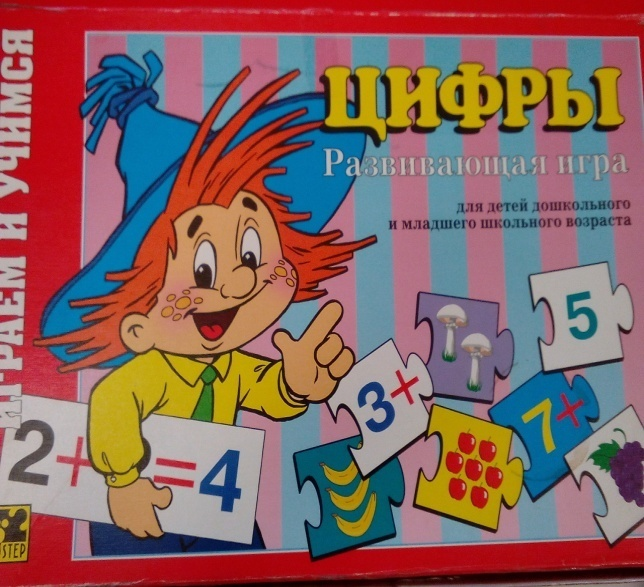 ИГРАЕМ И УЧИМСЯ
ЦИФРЫ
Развивающая игра
для детей дошкольного
и младшего школьного возраста
5
3+
7+
2+
=4
STEP